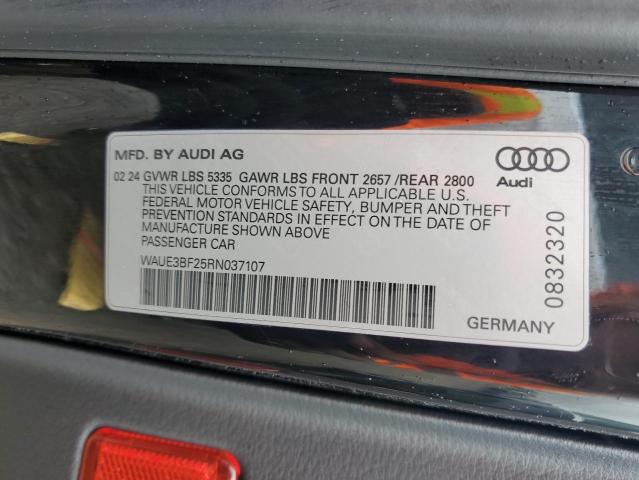 MFD. BY AUDI AG
02 24 GVWR LBS 5335 GAWR LBS FRONT 2657 /REAR 2800
THIS VEHICLE CONFORMS TO ALL APPLICABLE U.S.
FEDERAL MOTOR VEHICLE SAFETY, BUMPER AND THEFT
PREVENTION STANDARDS IN EFFECT ON THE DATE OF
MANUFACTURE SHOWN ABOVE
PASSENGER CAR
WAUE3BF25RN037107
Audi
0832320
GERMANY